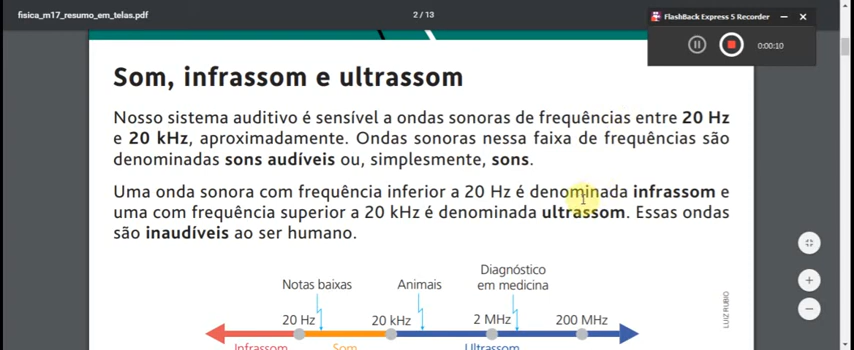 fisica_m17_resumo_em_telas.pdf
2 / 13
FlashBack Express 5 Recorder
0:00:10
Som, infrassom e ultrassom
Nosso sistema auditivo é sensível a ondas sonoras de frequências entre 20 Hz
e 20 kHz, aproximadamente. Ondas sonoras nessa faixa de frequências são
denominadas sons audíveis ou, simplesmente, sons.
Uma onda sonora com frequência inferior a 20 Hz é denominada infrassom e
uma com frequência superior a 20 kHz é denominada ultrassom. Essas ondas
são inaudíveis ao ser humano.
Notas baixas
Animais
Diagnóstico
em medicina
20 Hz
20 kHz
2 MHz
200 MHz
Infrassom
Som
Ultrassom
LUIZ RUBIO